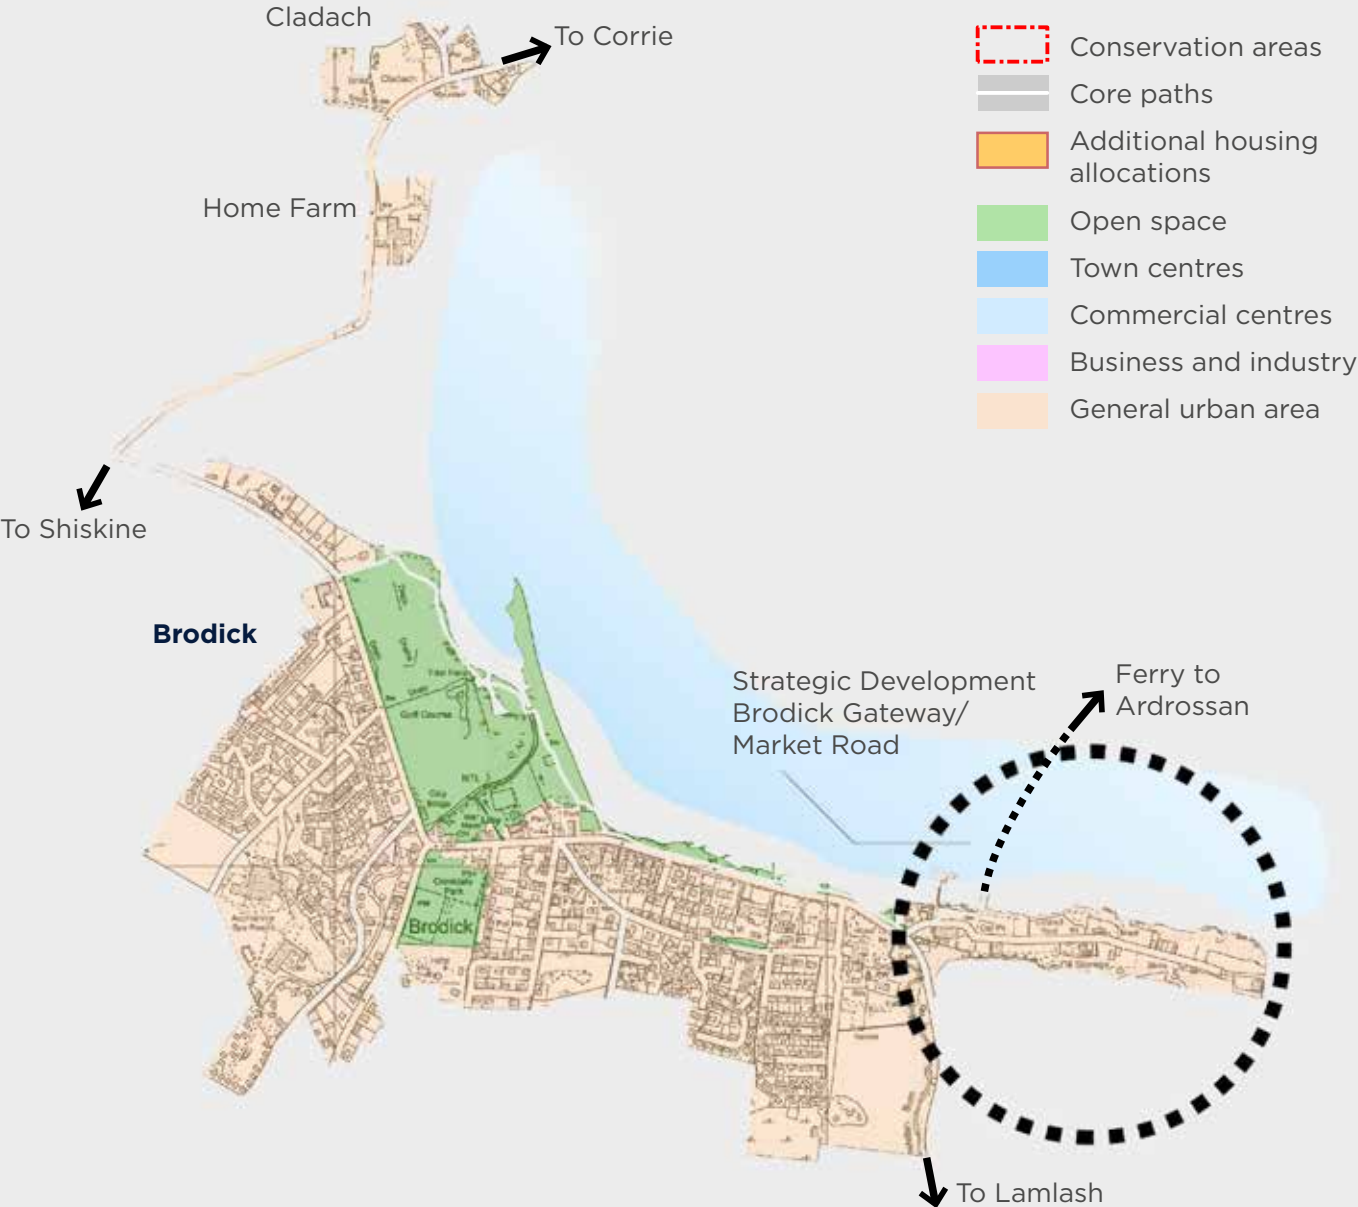 Cladach
To Corrie
Cladach
Home Farm
To Shiskine
Brodick
Golf Course
Brodick
Strategic Development
Brodick Gateway/
Market Road
Ferry to
Ardrossan
To Lamlash
Conservation areas
Core paths
Additional housing
allocations
Open space
Town centres
Commercial centres
Business and industry
General urban area